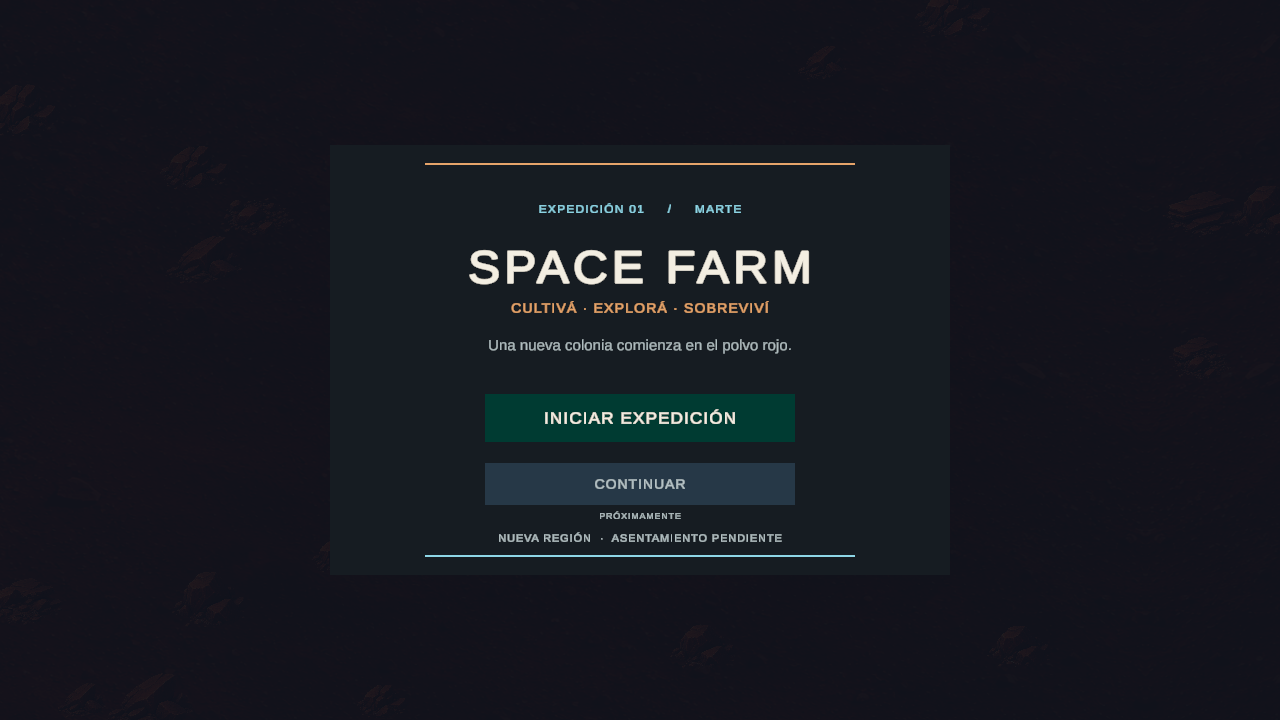 EXPEDICIÓN 01 / MARTE
SPACE FARM
CULTIVÁ · EXPLORÁ · SOBREVIVÍ
Una nueva colonia comienza en el polvo rojo.
INICIAR EXPEDICIÓN
CONTINUAR
PRÓXIMAMENTE
NUEVA REGIÓN · ASENTAMIENTO PENDIENTE